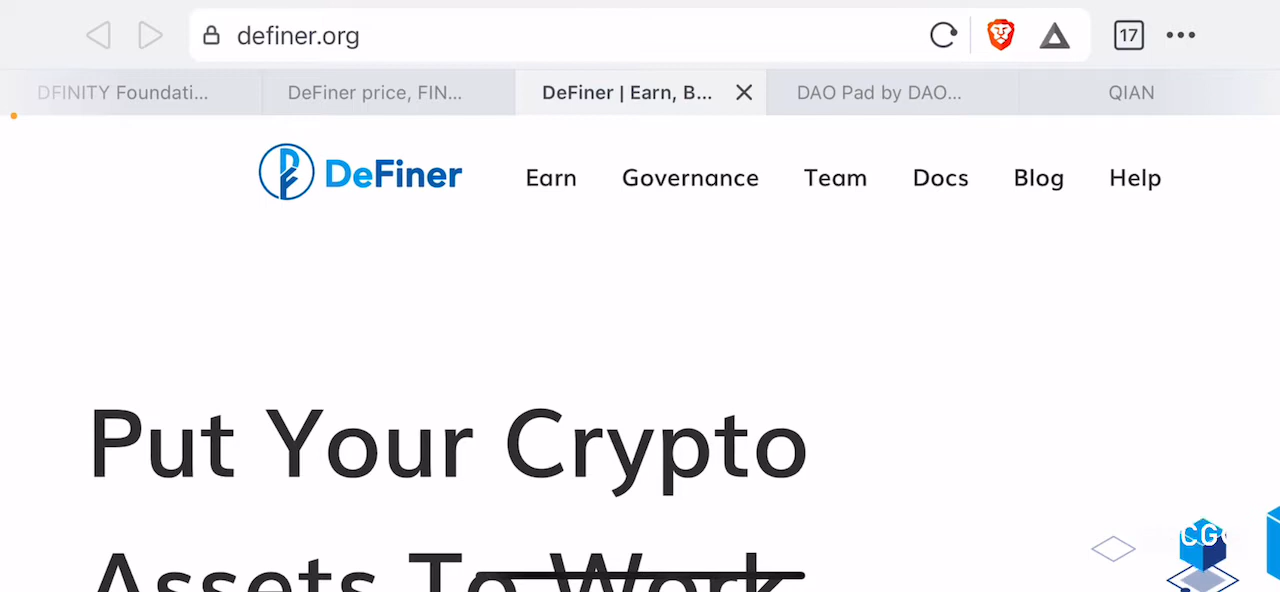 definer.org
17
DFINITY Foundati...
DeFiner price, FIN...
DeFiner | Earn, B...
DAO Pad by DAO...
QIAN
DeFiner
Earn
Governance
Team
Docs
Blog
Help
Put Your Crypto
Assets To Work